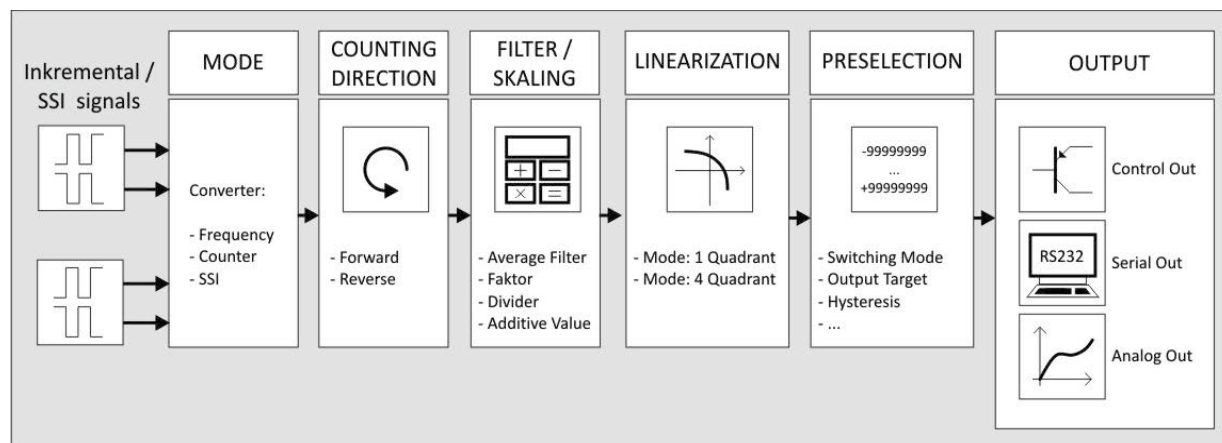 Inkremental /
SSI signals
MODE
Converter:
- Frequency
- Counter
- SSI
COUNTING
DIRECTION
- Forward
- Reverse
FILTER /
SKALING
- Average Filter
- Faktor
- Divider
- Additive Value
LINEARIZATION
- Mode: 1 Quadrant
- Mode: 4 Quadrant
PRESELECTION
-99999999
...
+99999999
- Switching Mode
- Output Target
- Hysteresis
- ...
OUTPUT
Control Out
RS232
Serial Out
Analog Out